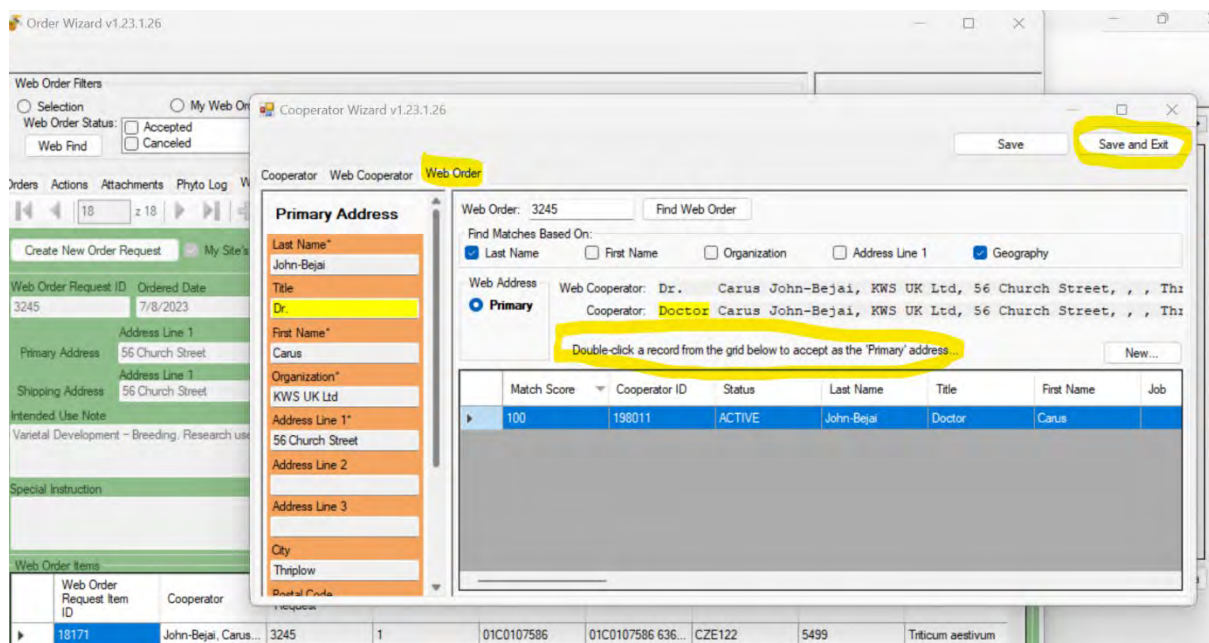 Order Wizard v1.23.1.26
Web Order Filters
Selection
My Web Or
Web Order Status:
Accepted
Canceled
Web Find
Orders Actions Attachments Phyto Log W
18 z 18
Create New Order Request
My Site's
Web Order Request ID Ordered Date
3245 7/8/2023
Address Line 1
Primary Address 56 Church Street
Address Line 1
Shipping Address 56 Church Street
Intended Use Note
Varietal Development - Breeding. Research use
Special Instruction
Web Order Items
Web Order Request Item ID
Cooperator
Request
18171 John-Bejai, Carus... 3245 1 01C0107586 01C0107586 636... CZE122 5499 Triticum aestivum
Cooperator Wizard v1.23.1.26
Save
Save and Exit
Cooperator Web Cooperator Web Order
Primary Address
Last Name*
John-Bejai
Title
Dr.
First Name*
Carus
Organization*
KWS UK Ltd
Address Line 1*
56 Church Street
Address Line 2
Address Line 3
City
Thriplow
Postal Code
Web Order: 3245 Find Web Order
Find Matches Based On:
Last Name First Name Organization Address Line 1 Geography
Web Address
Primary
Web Cooperator: Dr. Carus John-Bejai, KWS UK Ltd, 56 Church Street, , , Thr
Cooperator: Doctor Carus John-Bejai, KWS UK Ltd, 56 Church Street, , , Thr
Double-click a record from the grid below to accept as the 'Primary' address...
New...
Match Score Cooperator ID Status Last Name Title First Name Job
100 198011 ACTIVE John-Bejai Doctor Carus